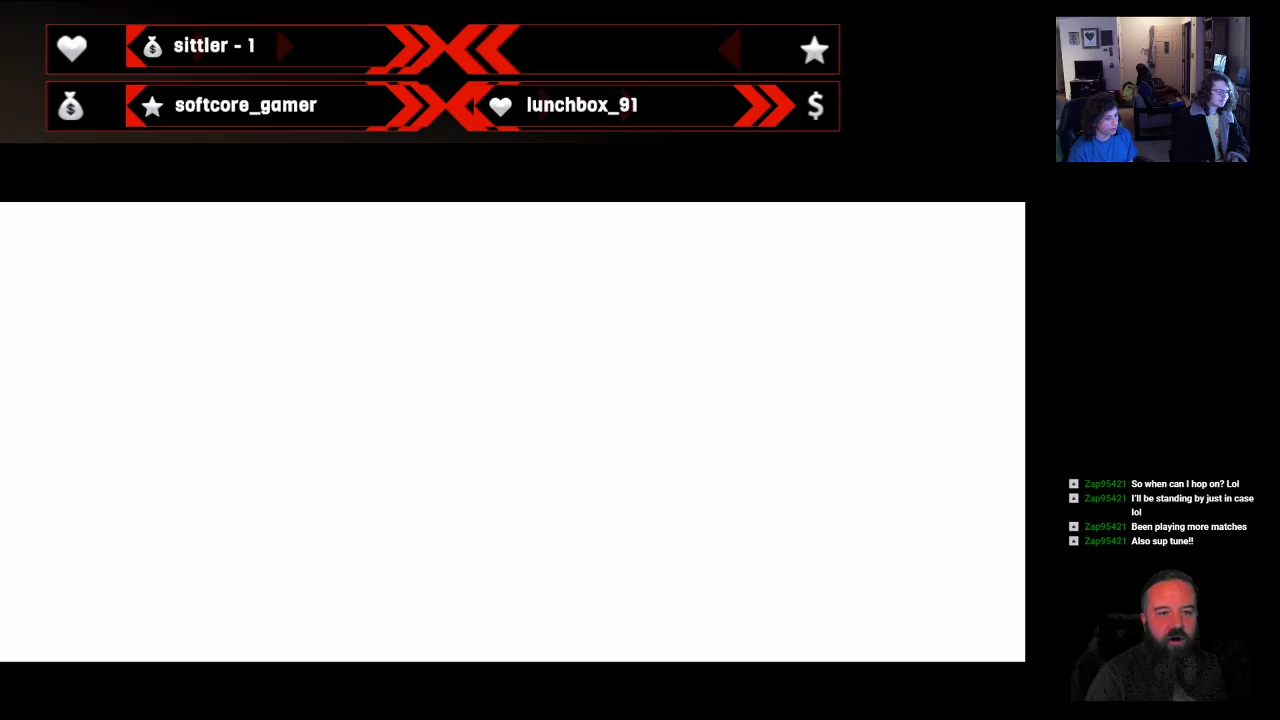 sittler - 1
softcore_gamer
lunchbox_91
Zap95421 So when can I hop on? Lol
Zap95421 I'll be standing by just in case
lol
Zap95421 Been playing more matches
Zap95421 Also sup tune!!